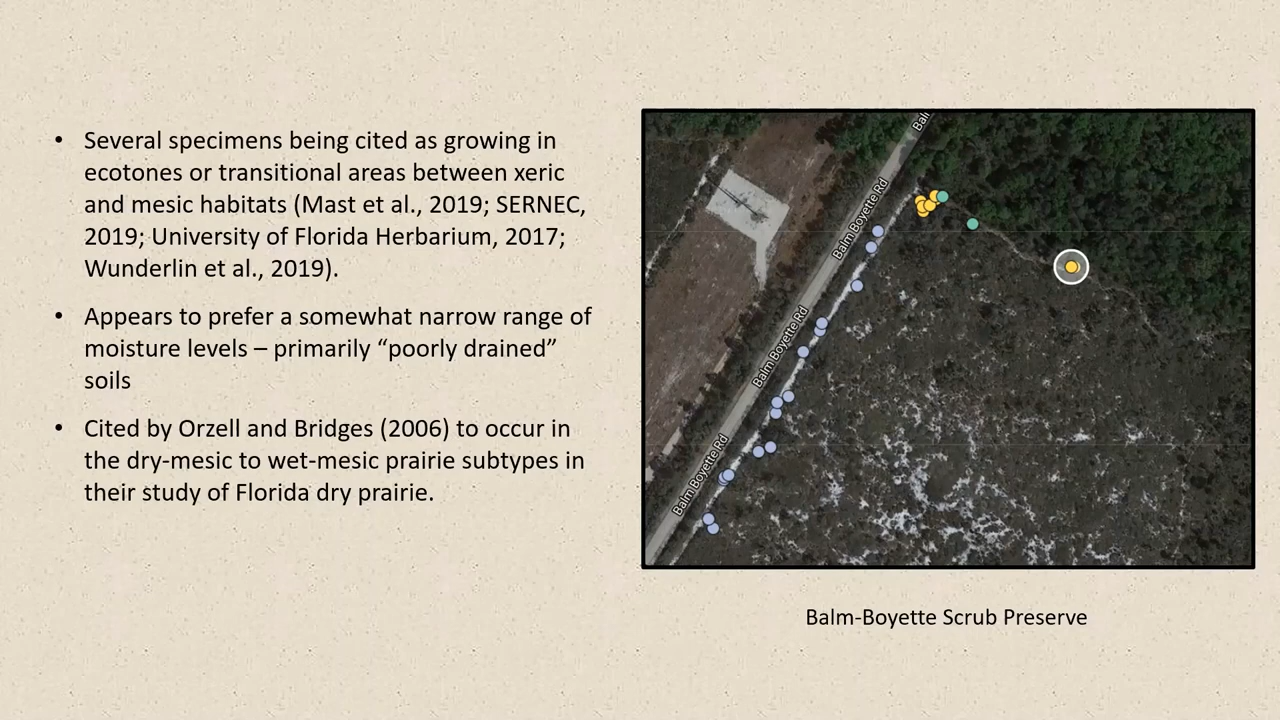 • Several specimens being cited as growing in
ecotones or transitional areas between xeric
and mesic habitats (Mast et al., 2019; SERNEC,
2019; University of Florida Herbarium, 2017;
Wunderlin et al., 2019).
• Appears to prefer a somewhat narrow range of
moisture levels – primarily “poorly drained”
soils
• Cited by Orzell and Bridges (2006) to occur in
the dry-mesic to wet-mesic prairie subtypes in
their study of Florida dry prairie.
Balm Boyette Rd
Balm Boyette Rd
Balm Boyette Rd
Balm-Boyette Scrub Preserve